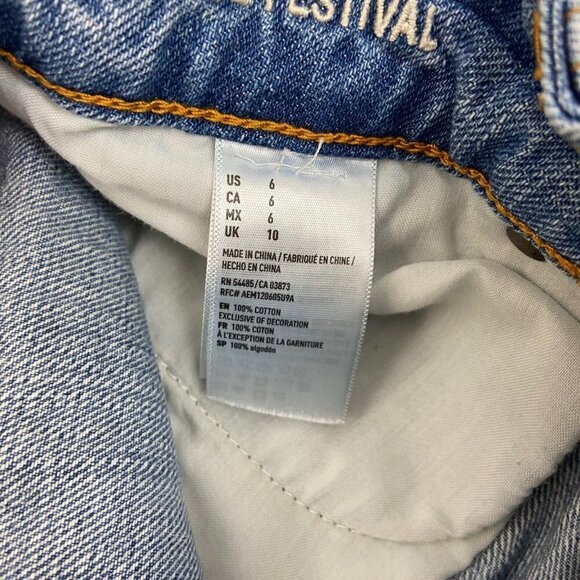 FESTIVAL
US 6
CA 6
MX 6
UK 10
MADE IN CHINA / FABRIQUÉ EN CHINE /
HECHO EN CHINA
RN 54485 / CA 03873
RFC# AEM120605U9A
EN 100% COTTON
EXCLUSIVE OF DECORATION
FR 100% COTON
À L'EXCEPTION DE LA GARNITURE
SP 100% algodón